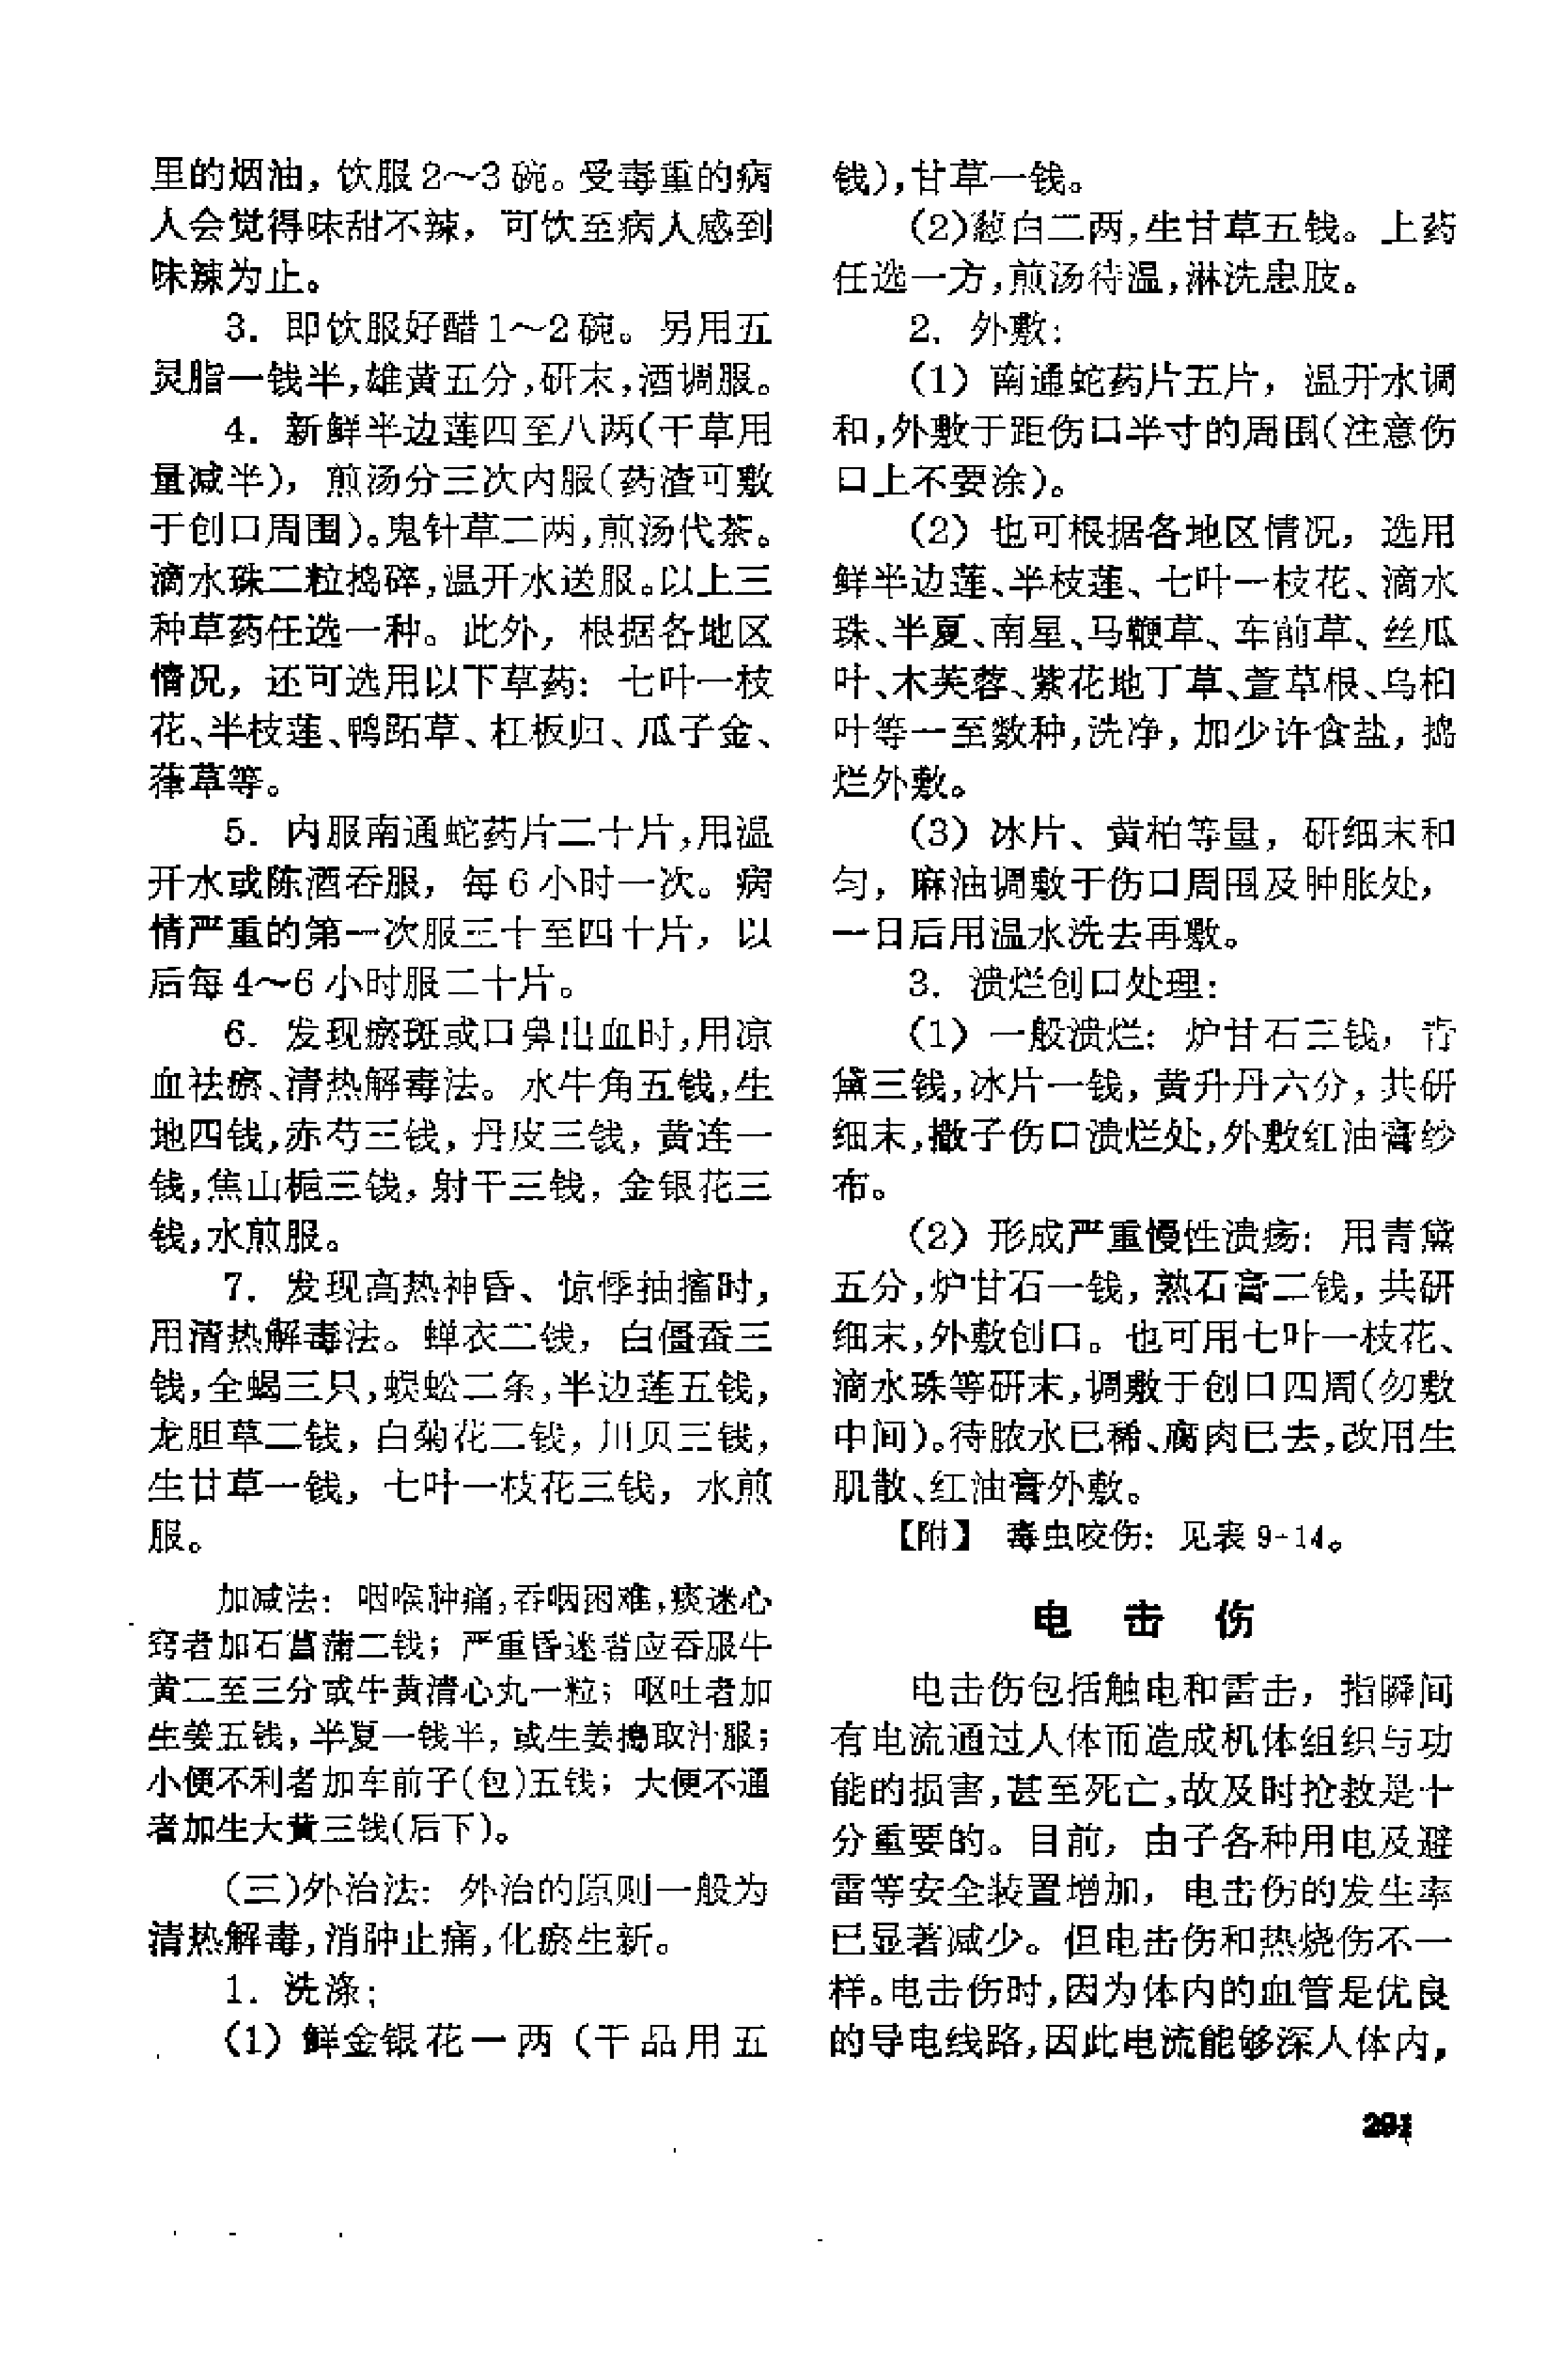 里的烟油，饮服2～3碗。受毒重的病
人会觉得味甜不辣，可饮至病人感到
味辣为止。
3．即饮服好醋1～2碗。另用五
灵脂一钱半，雄黄五分，研末，酒调服。
4．新鲜半边莲四至八两（干草用
量减半），煎汤分三次内服（药渣可敷
于创口周围）。鬼针草二两，煎汤代茶。
滴水珠二粒捣碎，温开水送服。以上三
种草药任选一种。此外，根据各地区
情况，还可选用以下草药：七叶一枝
花、半枝莲、鸭跖草、杠板归、瓜子金、
葎草等。
5．内服南通蛇药片二十片，用温
开水或陈酒吞服，每6小时一次。病
情严重的第一次服三十至四十片，以
后每4～6小时服二十片。
6．发现瘀斑或口鼻出血时，用凉
血祛瘀、清热解毒法。水牛角五钱，生
地四钱，赤芍三钱，丹皮三钱，黄连一
钱，焦山栀三钱，射干三钱，金银花三
钱，水煎服。
7．发现高热神昏、惊悸抽搐时，
用清热解毒法。蝉衣二钱，白僵蚕三
钱，全蝎三只，蜈蚣二条，半边莲五钱，
龙胆草二钱，白菊花二钱，川贝三钱，
生甘草一钱，七叶一枝花三钱，水煎
服。
加减法：咽喉肿痛，吞咽困难，痰迷心
窍者加石菖蒲二钱；严重昏迷者应吞服牛
黄二至三分或牛黄清心丸一粒；呕吐者加
生姜五钱，半夏一钱半，或生姜捣取汁服；
小便不利者加车前子（包）五钱；大便不通
者加生大黄三钱（后下）。
（三）外治法：外治的原则一般为
清热解毒，消肿止痛，化瘀生新。
1．洗涤；
（1）鲜金银花一两（干品用五
钱），甘草一钱。
（2）葱白二两，生甘草五钱。上药
任选一方，煎汤待温，淋洗患肢。
2．外敷：
（1）南通蛇药片五片，温开水调
和，外敷于距伤口半寸的周围（注意伤
口上不要涂）。
（2）也可根据各地区情况，选用
鲜半边莲、半枝莲、七叶一枝花、滴水
珠、半夏、南星、马鞭草、车前草、丝瓜
叶、木芙蓉、紫花地丁草、萱草根、乌桕
叶等一至数种，洗净，加少许食盐，捣
烂外敷。
（3）冰片、黄柏等量，研细末和
匀，麻油调敷于伤口周围及肿胀处，
一日后用温水洗去再敷。
3．溃烂创口处理：
（1）一般溃烂：炉甘石三钱，青
黛三钱，冰片一钱，黄升丹六分，共研
细末，撒于伤口溃烂处，外敷红油膏纱
布。
（2）形成严重慢性溃疡：用青黛
五分，炉甘石一钱，熟石膏二钱，共研
细末，外敷创口。也可用七叶一枝花、
滴水珠等研末，调敷于创口四周（勿敷
中间）。待脓水已稀、腐肉已去，改用生
肌散、红油膏外敷。
【附】 毒虫咬伤：见表9-14。
电 击 伤
电击伤包括触电和雷击，指瞬间
有电流通过人体而造成机体组织与功
能的损害，甚至死亡，故及时抢救是十
分重要的。目前，由于各种用电及避
雷等安全装置增加，电击伤的发生率
已显著减少。但电击伤和热烧伤不一
样。电击伤时，因为体内的血管是优良
的导电线路，因此电流能够深入体内，
291